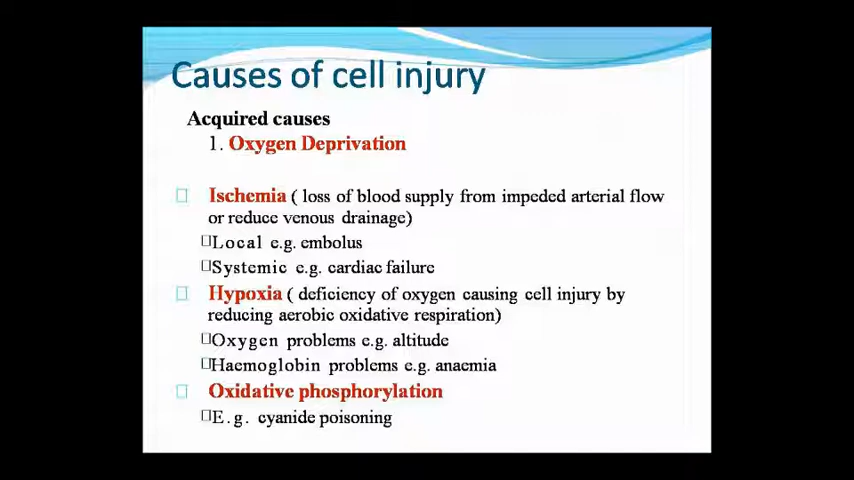 Causes of cell injury
Acquired causes
1. Oxygen Deprivation
Ischemia ( loss of blood supply from impeded arterial flow
or reduce venous drainage)
Local e.g. embolus
Systemic e.g. cardiac failure
Hypoxia ( deficiency of oxygen causing cell injury by
reducing aerobic oxidative respiration)
Oxygen problems e.g. altitude
Haemoglobin problems e.g. anaemia
Oxidative phosphorylation
E.g. cyanide poisoning